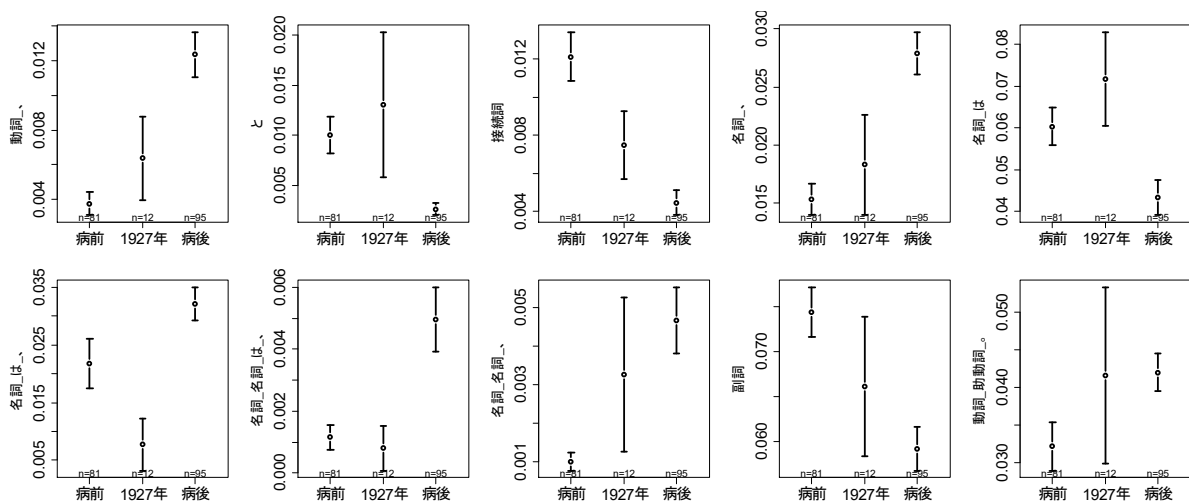 動詞_、
0.004
0.008
0.012
n=81
n=12
n=95
病前
1927年
病後
と
0.005
0.010
0.015
0.020
n=81
n=12
n=95
病前
1927年
病後
接続詞
0.004
0.008
0.012
n=81
n=12
n=95
病前
1927年
病後
名詞_、
0.015
0.020
0.025
0.030
n=81
n=12
n=95
病前
1927年
病後
名詞_は
0.04
0.05
0.06
0.07
0.08
n=81
n=12
n=95
病前
1927年
病後
名詞_は_、
0.005
0.015
0.025
0.035
n=81
n=12
n=95
病前
1927年
病後
名詞_名詞_は_、
0.000
0.002
0.004
0.006
n=81
n=12
n=95
病前
1927年
病後
名詞_名詞_、
0.001
0.003
0.005
n=81
n=12
n=95
病前
1927年
病後
副詞
0.060
0.070
n=81
n=12
n=95
病前
1927年
病後
動詞_助動詞_。
0.030
0.040
0.050
n=81
n=12
n=95
病前
1927年
病後